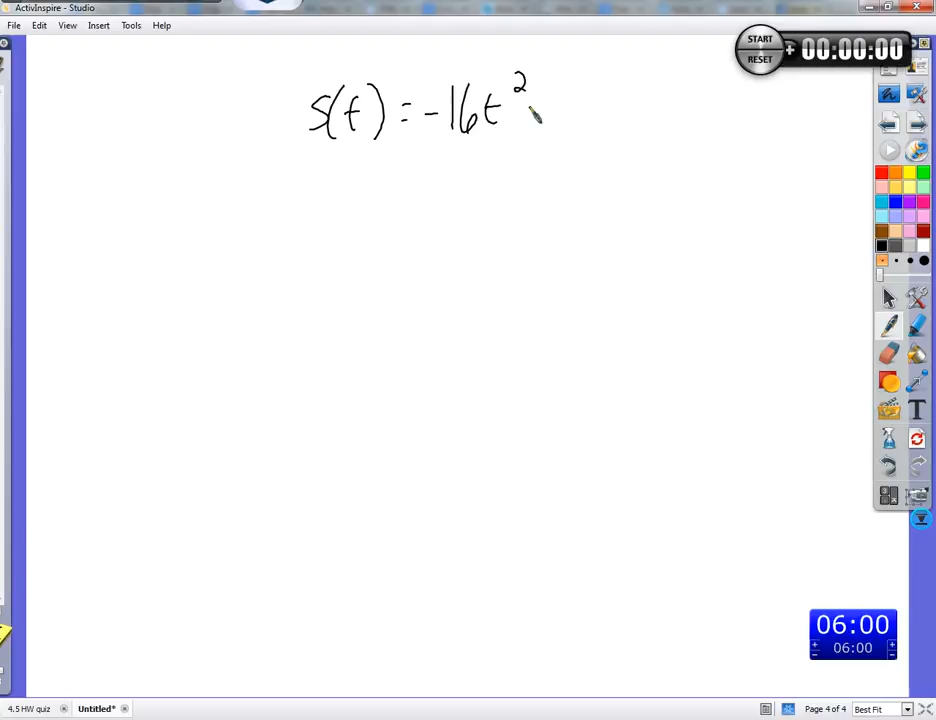 ActivInspire - Studio
File Edit View Insert Tools Help
START
RESET
+ 00:00:00
s(t) = -16t²
T
06:00
06:00
4.5 HW quiz Untitled* Page 4 of 4 Best Fit